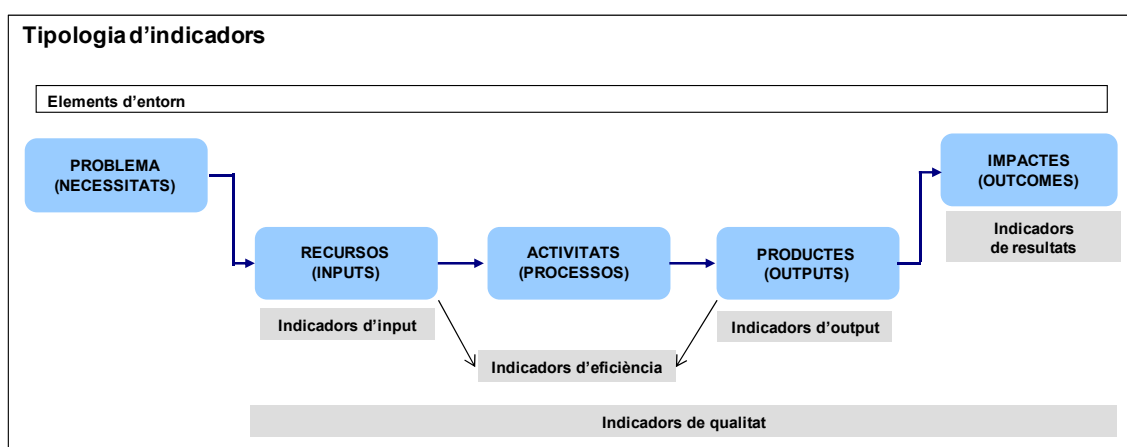 Tipologia d’indicadors
Elements d’entorn
PROBLEMA
(NECESSITATS)
IMPACTES
(OUTCOMES)
Indicadors
de resultats
RECURSOS
(INPUTS)
ACTIVITATS
(PROCESSOS)
PRODUCTES
(OUTPUTS)
Indicadors d’input
Indicadors d’output
Indicadors d’eficiència
Indicadors de qualitat